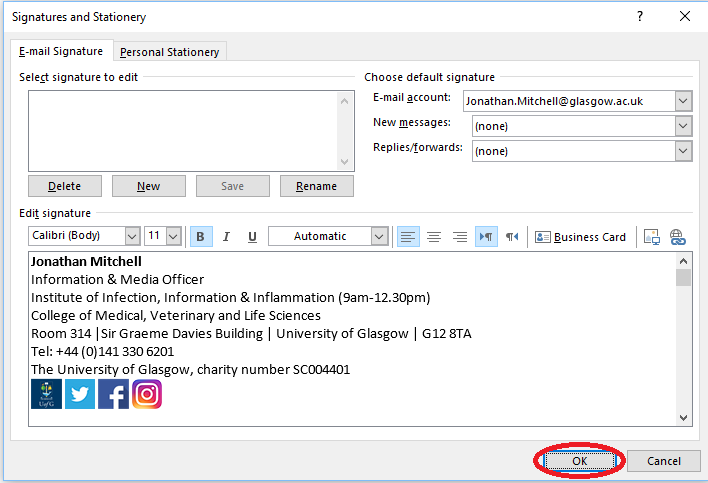 Signatures and Stationery
E-mail Signature
Personal Stationery
Select signature to edit
Choose default signature
E-mail account:
Jonathan.Mitchell@glasgow.ac.uk
New messages:
(none)
Replies/forwards:
(none)
Delete
New
Save
Rename
Edit signature
Calibri (Body)
11
B
I
U
Automatic
Business Card
Jonathan Mitchell
Information & Media Officer
Institute of Infection, Information & Inflammation (9am-12.30pm)
College of Medical, Veterinary and Life Sciences
Room 314 |Sir Graeme Davies Building | University of Glasgow | G12 8TA
Tel: +44 (0)141 330 6201
The University of Glasgow, charity number SC004401
UofG
OK
Cancel